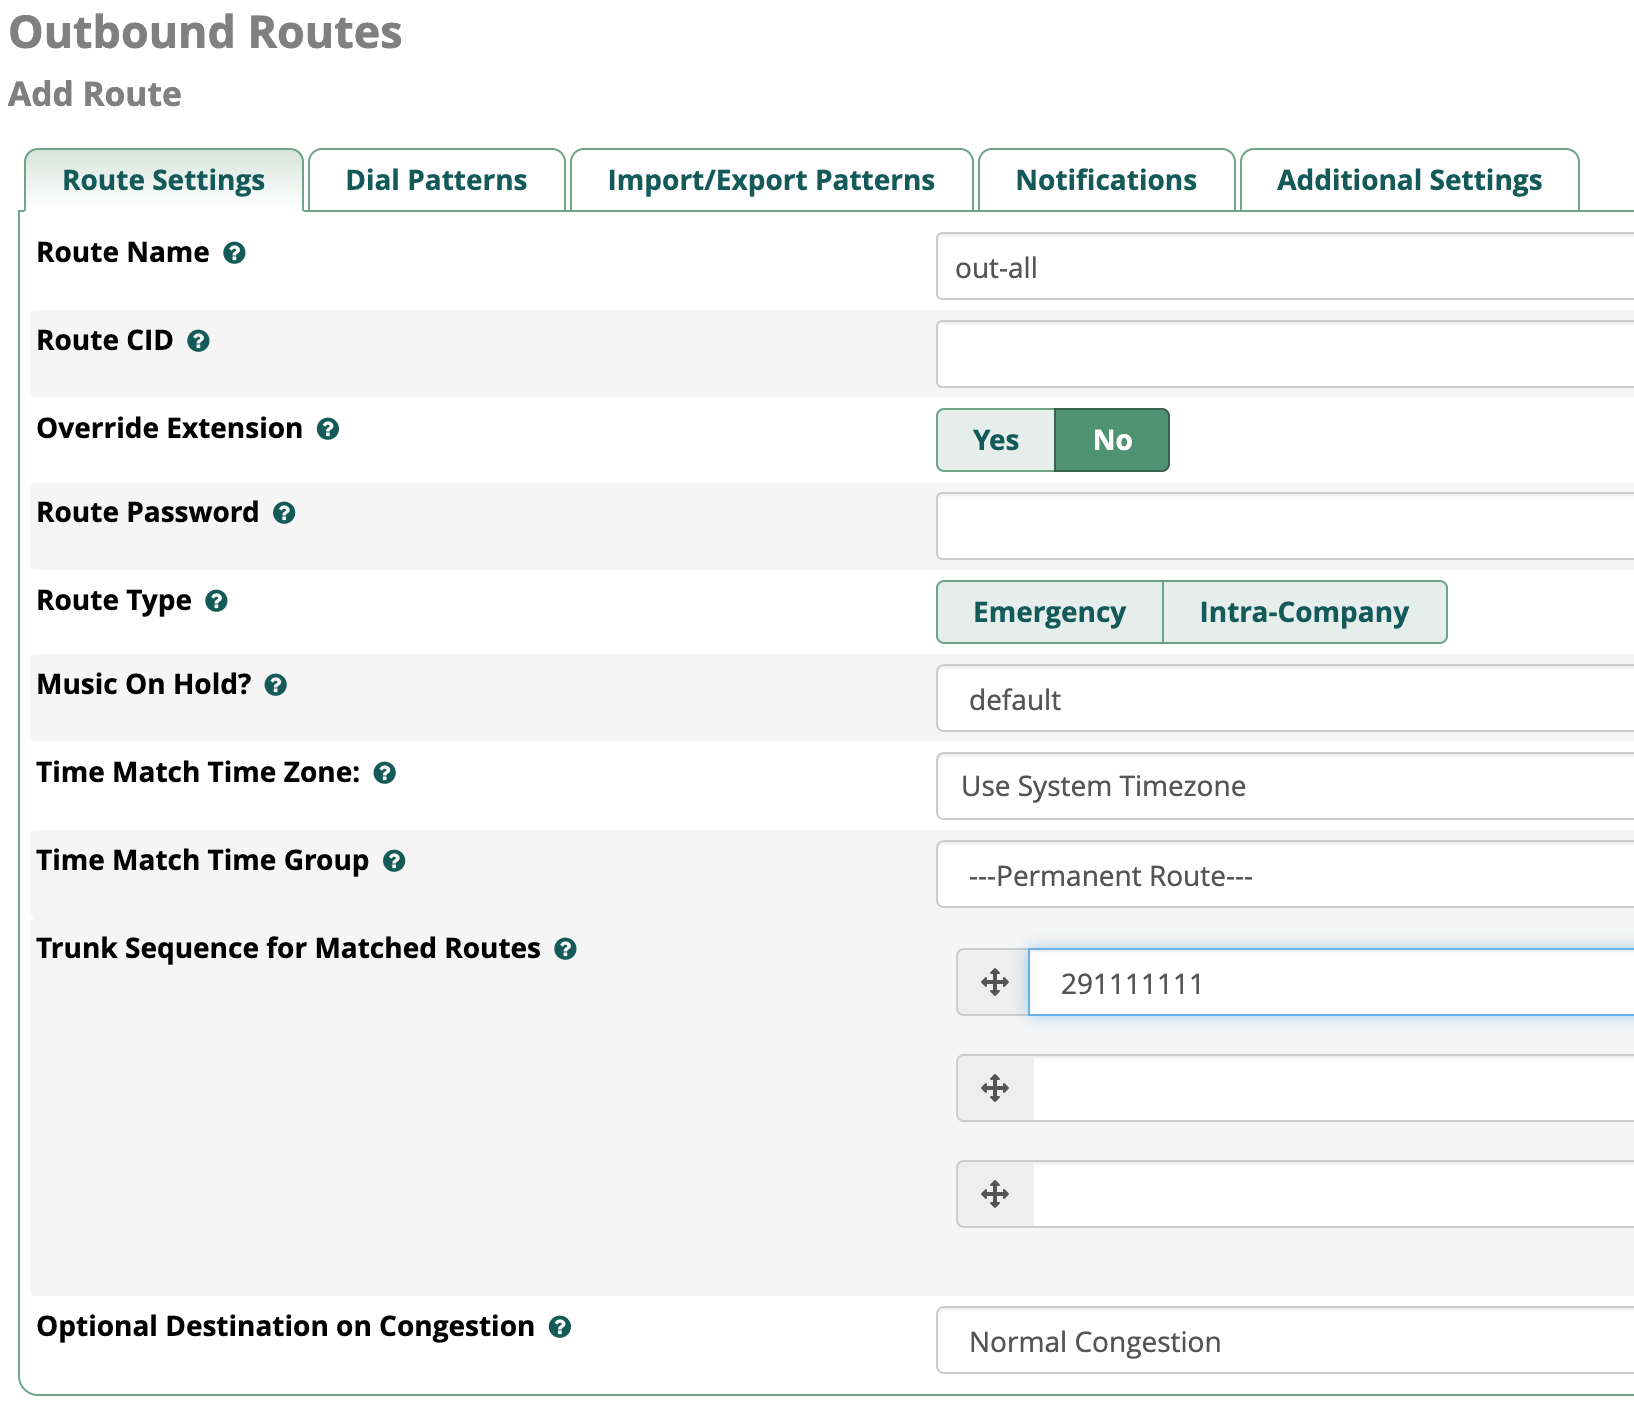 Outbound Routes
Add Route
Route Settings Dial Patterns Import/Export Patterns Notifications Additional Settings
Route Name out-all
Route CID
Override Extension Yes No
Route Password
Route Type Emergency Intra-Company
Music On Hold? default
Time Match Time Zone: Use System Timezone
Time Match Time Group ---Permanent Route---
Trunk Sequence for Matched Routes
291111111
Optional Destination on Congestion Normal Congestion